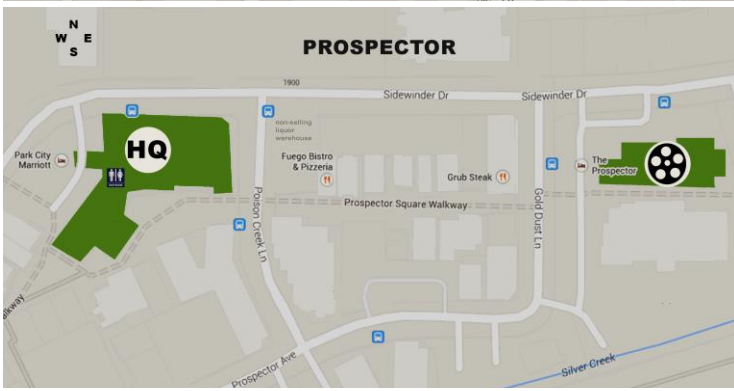 N
W E
S
PROSPECTOR
1900
Sidewinder Dr
Sidewinder Dr
non-selling
liquor
warehouse
HQ
Park City
Marriott
Fuego Bistro
& Pizzeria
Grub Steak
The
Prospector
Poison Creek Ln
Prospector Square Walkway
Gold Dust Ln
Prospector Ave
Silver Creek